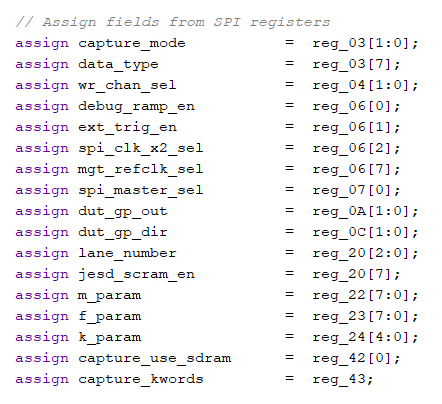 // Assign fields from SPI registers
assign capture_mode = reg_03[1:0];
assign data_type = reg_03[7];
assign wr_chan_sel = reg_04[1:0];
assign debug_ramp_en = reg_06[0];
assign ext_trig_en = reg_06[1];
assign spi_clk_x2_sel = reg_06[2];
assign mgt_refclk_sel = reg_06[7];
assign spi_master_sel = reg_07[0];
assign dut_gp_out = reg_0A[1:0];
assign dut_gp_dir = reg_0C[1:0];
assign lane_number = reg_20[2:0];
assign jesd_scram_en = reg_20[7];
assign m_param = reg_22[7:0];
assign f_param = reg_23[7:0];
assign k_param = reg_24[4:0];
assign capture_use_sdram = reg_42[0];
assign capture_kwords = reg_43;